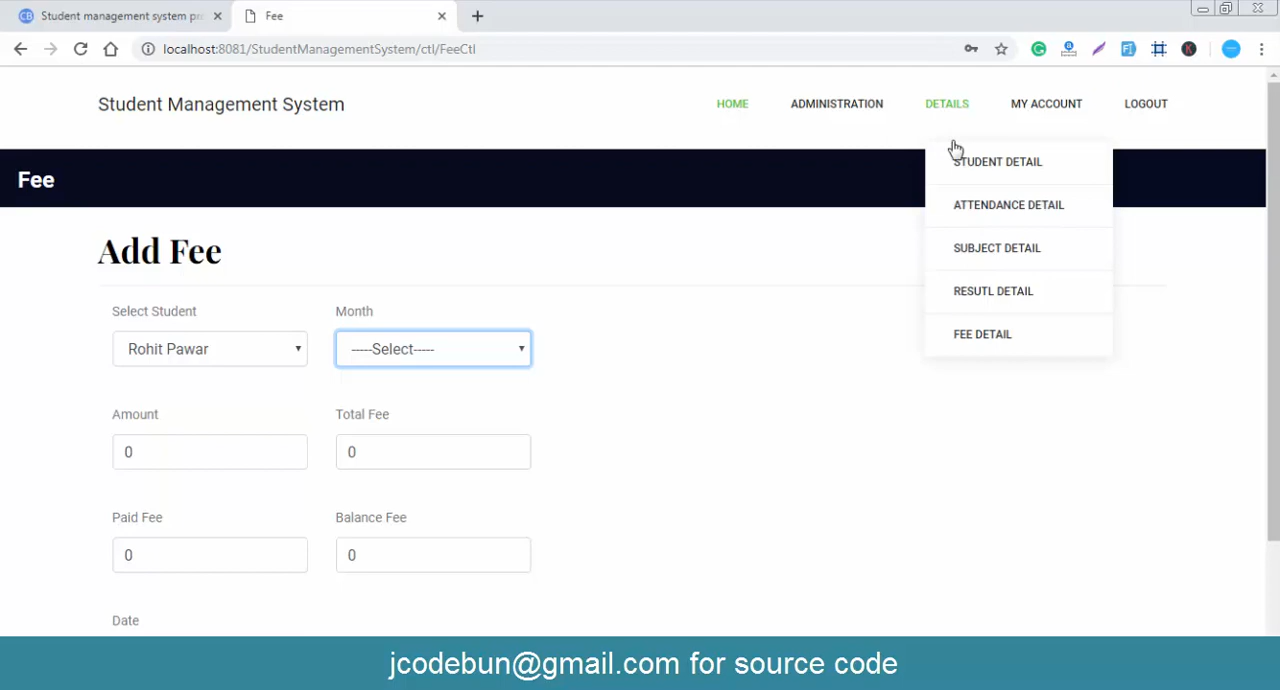 Student management system pro
Fee
localhost:8081/StudentManagementSystem/ctl/FeeCtl
Student Management System
HOME
ADMINISTRATION
DETAILS
MY ACCOUNT
LOGOUT
STUDENT DETAIL
ATTENDANCE DETAIL
SUBJECT DETAIL
RESUTL DETAIL
FEE DETAIL
Fee
Add Fee
Select Student
Month
Rohit Pawar
-----Select-----
Amount
Total Fee
0
0
Paid Fee
Balance Fee
0
0
Date
jcodebun@gmail.com for source code